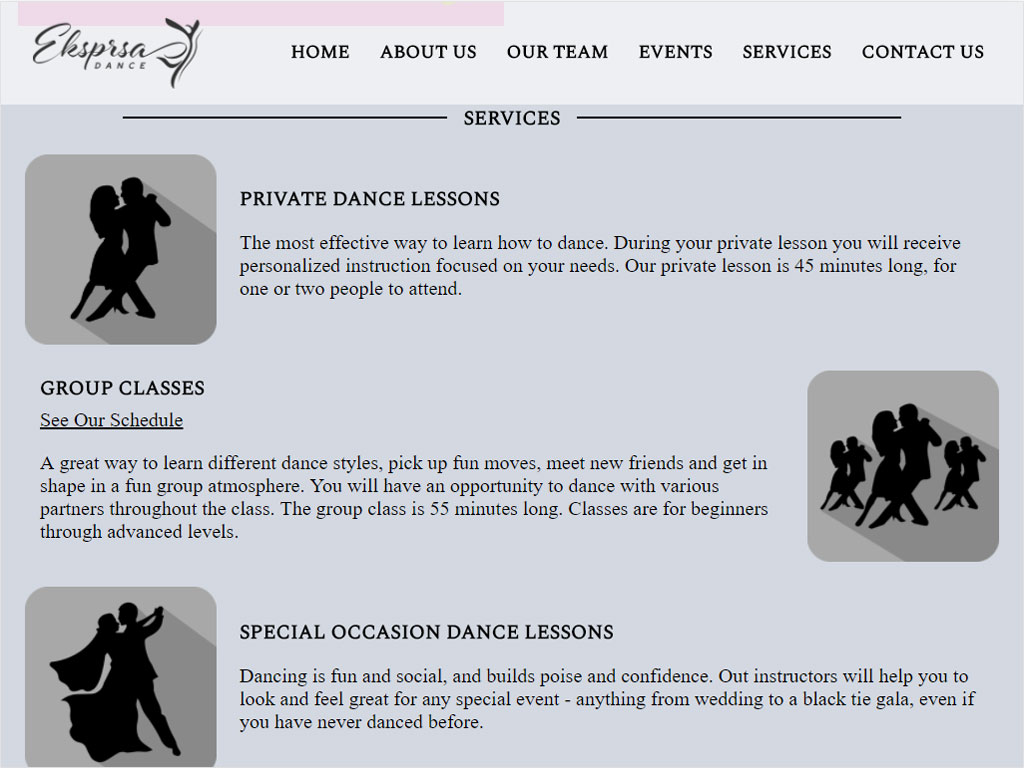 Eksprsa
DANCE
HOME ABOUT US OUR TEAM EVENTS SERVICES CONTACT US
SERVICES
PRIVATE DANCE LESSONS
The most effective way to learn how to dance. During your private lesson you will receive
personalized instruction focused on your needs. Our private lesson is 45 minutes long, for
one or two people to attend.
GROUP CLASSES
See Our Schedule
A great way to learn different dance styles, pick up fun moves, meet new friends and get in
shape in a fun group atmosphere. You will have an opportunity to dance with various
partners throughout the class. The group class is 55 minutes long. Classes are for beginners
through advanced levels.
SPECIAL OCCASION DANCE LESSONS
Dancing is fun and social, and builds poise and confidence. Out instructors will help you to
look and feel great for any special event - anything from wedding to a black tie gala, even if
you have never danced before.